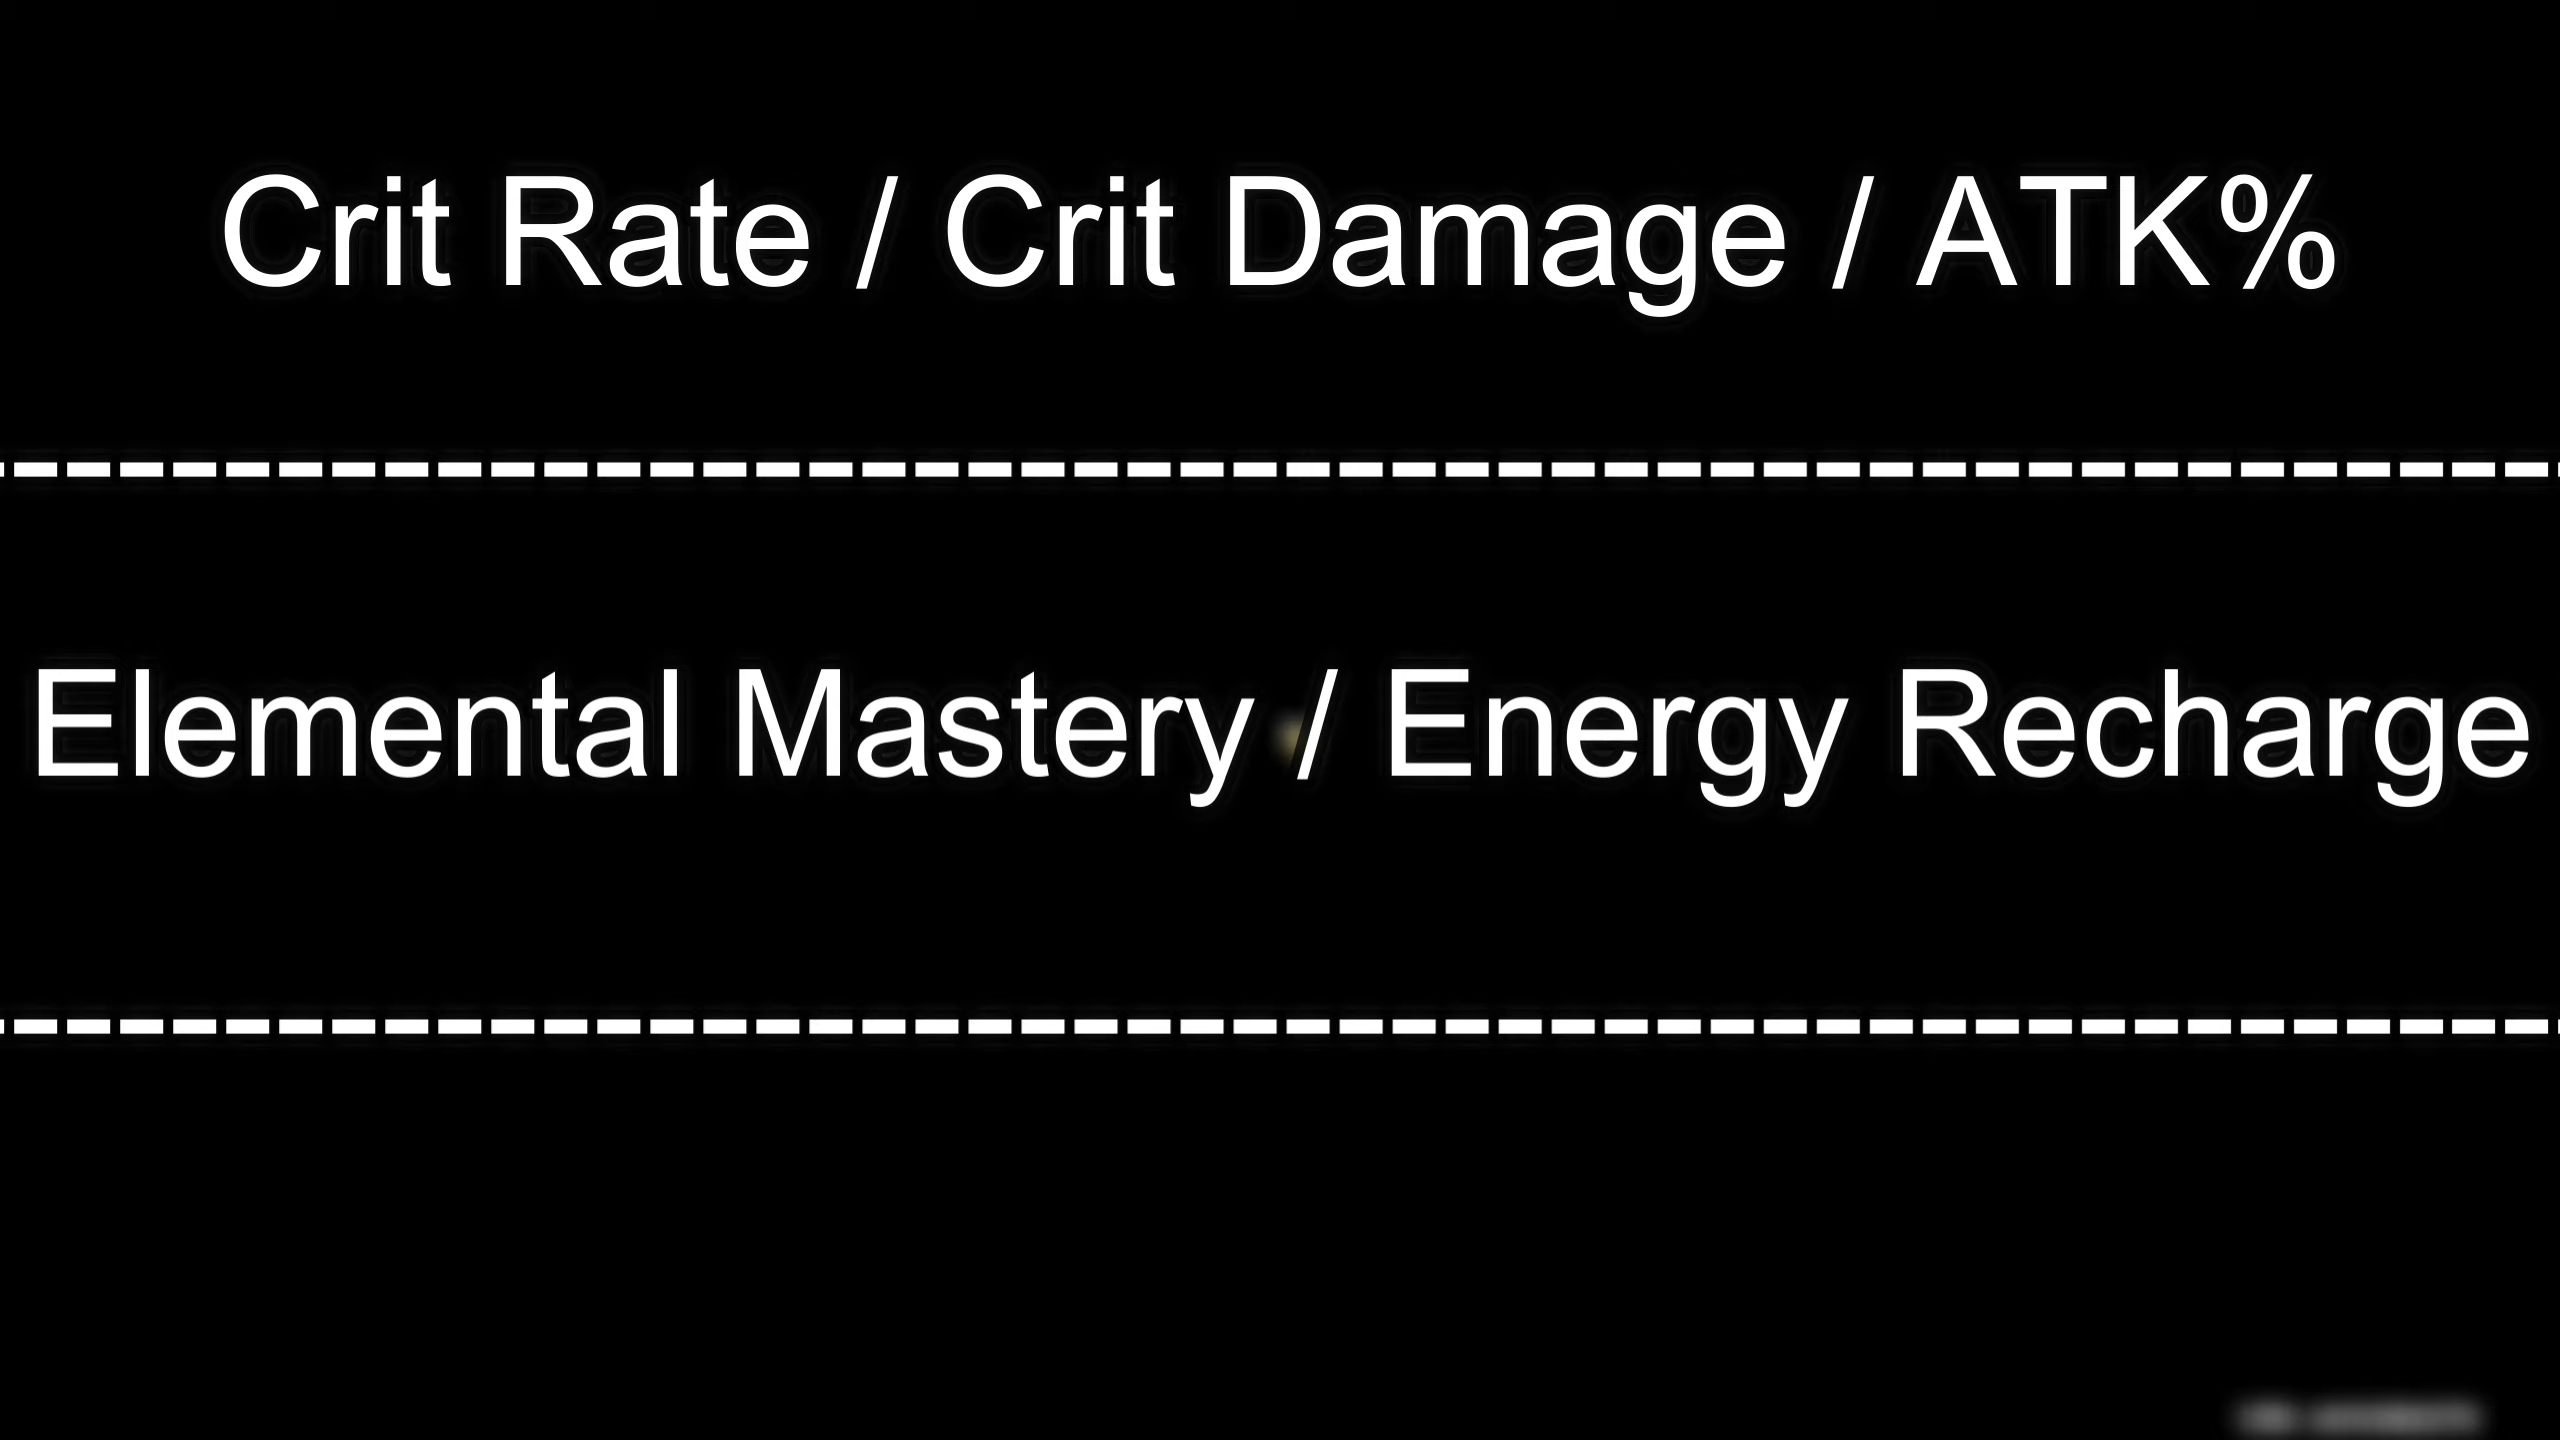 Crit Rate / Crit Damage / ATK%
Elemental Mastery / Energy Recharge